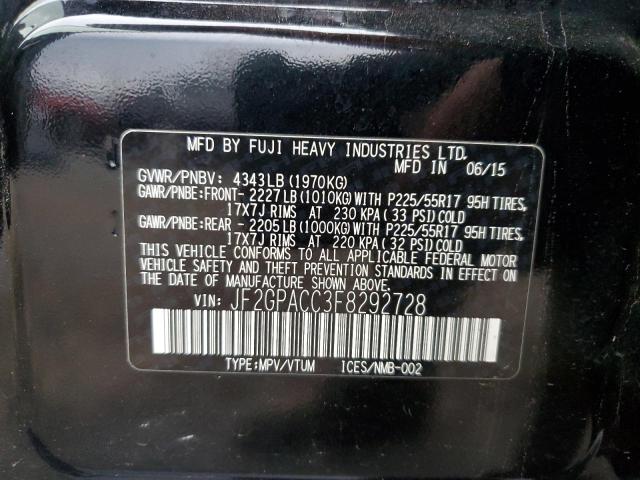 MFD BY FUJI HEAVY INDUSTRIES LTD.
GVWR/PNBV: 4343LB(1970KG) MFD IN 06/15
GAWR/PNBE:FRONT- 2227LB(1010KG)WITH P225/55R17 95H TIRES,
17X7J RIMS AT 230 KPA(33 PSI)COLD
GAWR/PNBE:REAR - 2205LB(1000KG)WITH P225/55R17 95H TIRES,
17X7J RIMS AT 220 KPA(32 PSI)COLD
THIS VEHICLE CONFORMS TO ALL APPLICABLE FEDERAL MOTOR
VEHICLE SAFETY AND THEFT PREVENTION STANDARDS IN EFFECT ON
THE DATE OF MANUFACTURE SHOWN ABOVE.
VIN: JF2GPACC3F8292728
TYPE:MPV/VTUM ICES/NMB-002